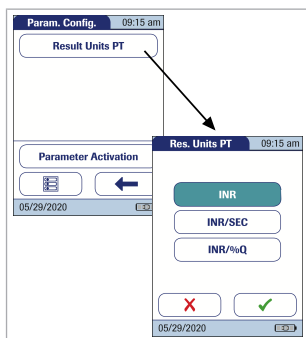 Param. Config. 09:15 am
Result Units PT
Parameter Activation
05/29/2020
Res. Units PT 09:15 am
INR
INR/SEC
INR/%Q
05/29/2020